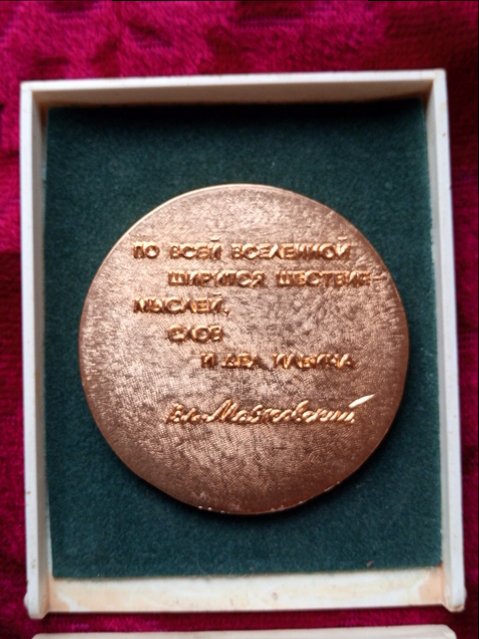 ПО ВСЕЙ ВСЕЛЕННОЙ
ШИРИТСЯ ШЕСТВИЕ –
МЫСЛЕЙ,
СЛОВ
И ДЕЛ ИЛЬИЧА
Вл. Маяковский